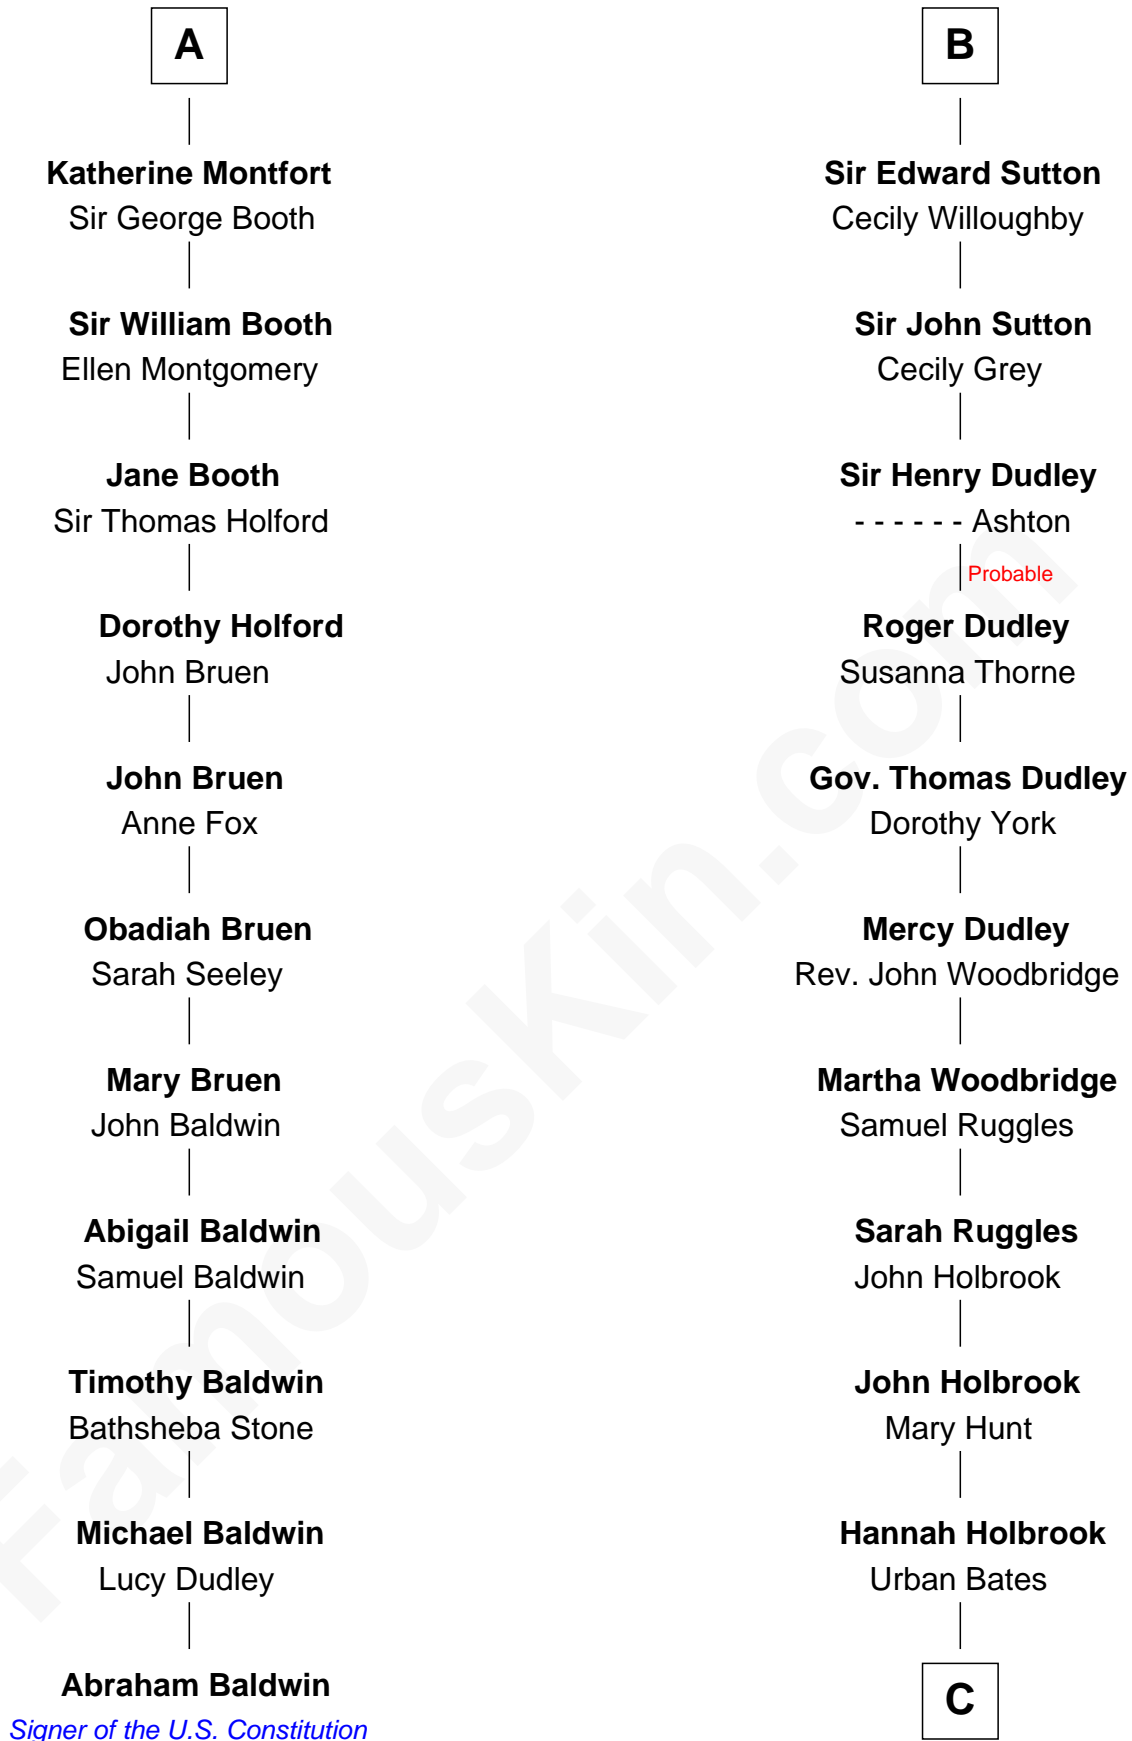 A
Katherine Montfort
Sir George Booth
Sir William Booth
Ellen Montgomery
Jane Booth
Sir Thomas Holford
Dorothy Holford
John Bruen
John Bruen
Anne Fox
Obadiah Bruen
Sarah Seeley
Mary Bruen
John Baldwin
Abigail Baldwin
Samuel Baldwin
Timothy Baldwin
Bathsheba Stone
Michael Baldwin
Lucy Dudley
Abraham Baldwin
Signer of the U.S. Constitution
B
Sir Edward Sutton
Cecily Willoughby
Sir John Sutton
Cecily Grey
Sir Henry Dudley
- - - - - - Ashton
Probable
Roger Dudley
Susanna Thorne
Gov. Thomas Dudley
Dorothy York
Mercy Dudley
Rev. John Woodbridge
Martha Woodbridge
Samuel Ruggles
Sarah Ruggles
John Holbrook
John Holbrook
Mary Hunt
Hannah Holbrook
Urban Bates
C
FamousKin.com